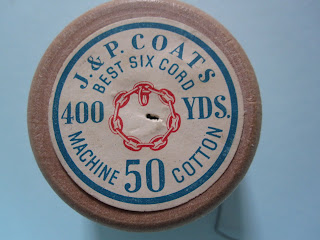 J. & P. COATS
BEST SIX CORD
400 YDS.
MACHINE 50 COTTON